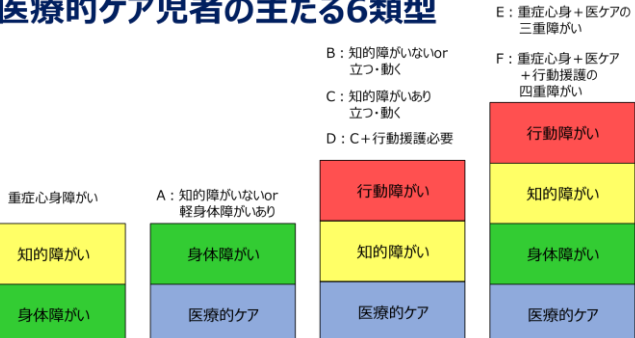 医療的ケア児者の主たる6類型
重症心身障がい
知的障がい
身体障がい
A：知的障がいないor
軽身体障がいあり
身体障がい
医療的ケア
B：知的障がいないor
立つ・動く
C：知的障がいあり
立つ・動く
D：C＋行動援護必要
行動障がい
知的障がい
医療的ケア
E：重症心身＋医ケアの
三重障がい
F：重症心身＋医ケア
＋行動援護の
四重障がい
行動障がい
知的障がい
身体障がい
医療的ケア